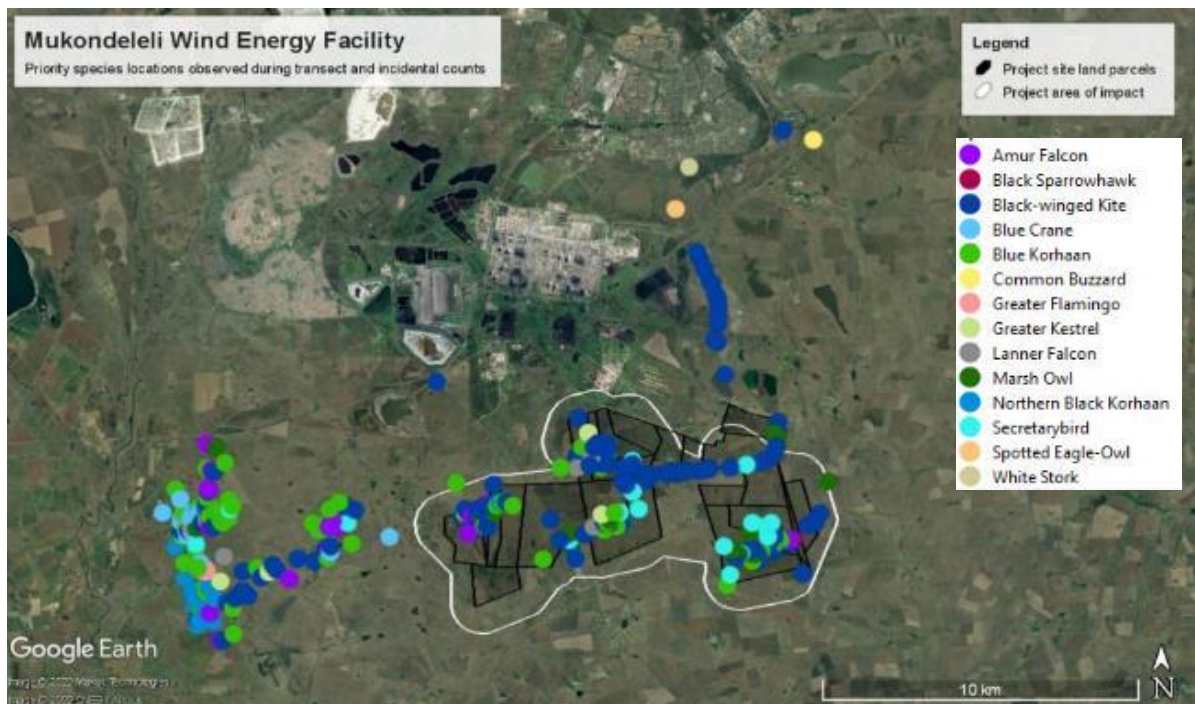 Mukondeleli Wind Energy Facility
Priority species locations observed during transect and incidental counts
Legend
Project site land parcels
Project area of impact
Amur Falcon
Black Sparrowhawk
Black-winged Kite
Blue Crane
Blue Korhaan
Common Buzzard
Greater Flamingo
Greater Kestrel
Lanner Falcon
Marsh Owl
Northern Black Korhaan
Secretarybird
Spotted Eagle-Owl
White Stork
Google Earth
10 km
N